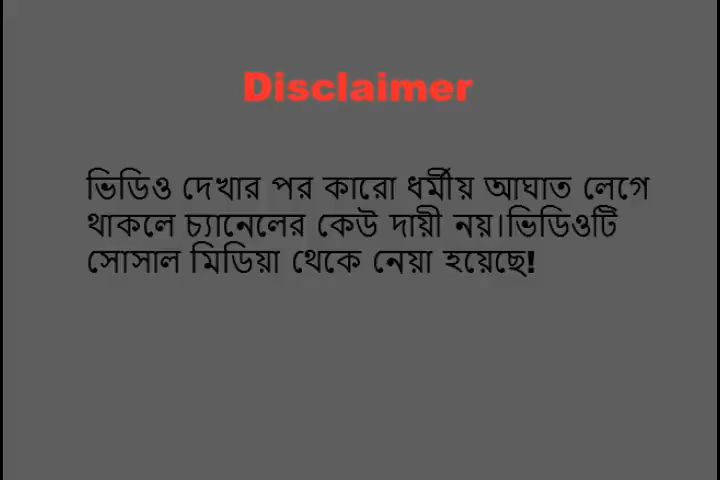 Disclaimer
ভিডিও দেখার পর কারো ধর্মীয় আঘাত লেগে
থাকলে চ্যানেলের কেউ দায়ী নয়।ভিডিওটি
সোসাল মিডিয়া থেকে নেয়া হয়েছে!